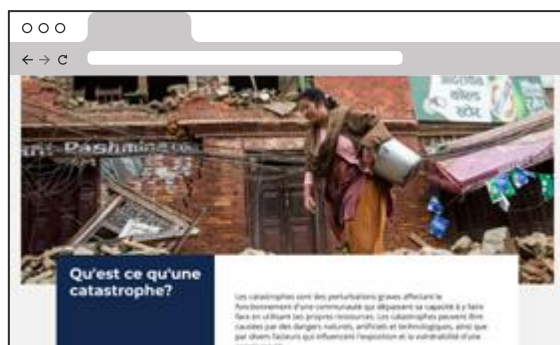 Pashmina
Qu'est ce qu'une
catastrophe?
Les catastrophes sont des perturbations graves affectant le
fonctionnement d'une communauté qui dépassent sa capacité à y faire
face en utilisant ses propres ressources. Les catastrophes peuvent être
causées par des dangers naturels, artificiels et technologiques, ainsi que
par divers facteurs qui influencent l'exposition et la vulnérabilité d'une